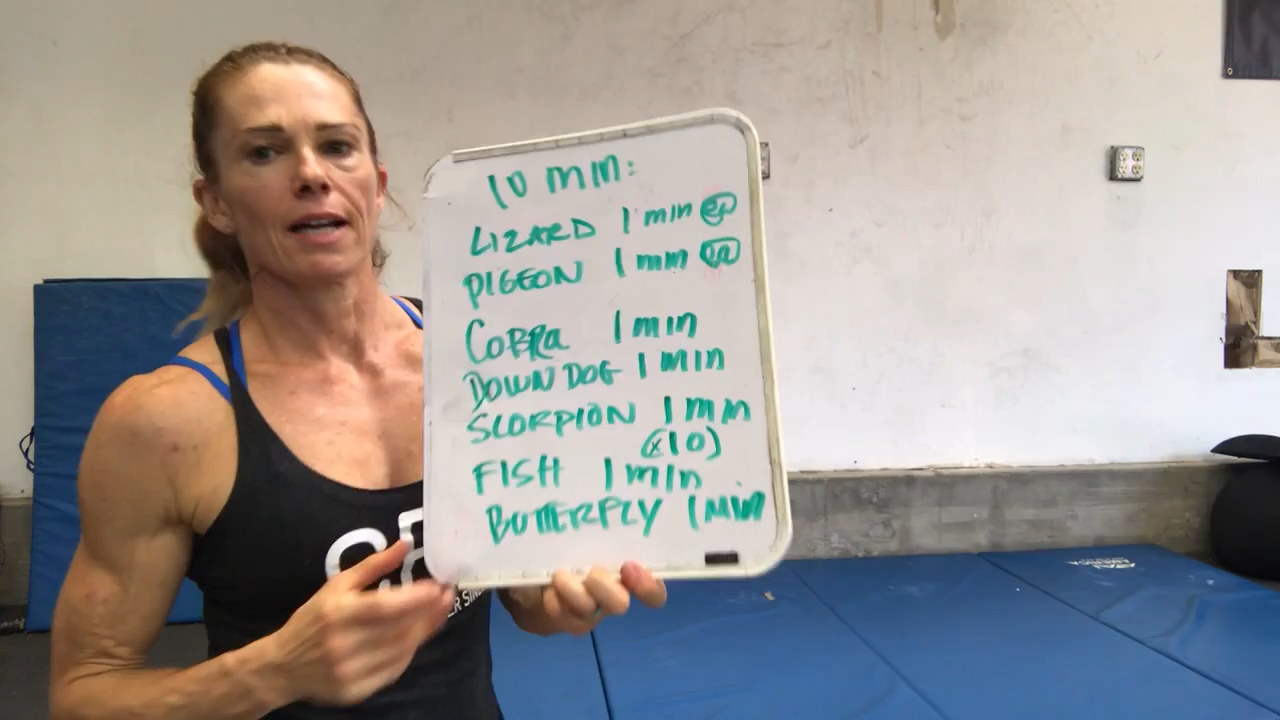 10 min:
LIZARD 1 min @
PIGEON 1 min @
COBRa 1 min
DOWN DOG 1 MIN
SCORPION 1 min
(x10)
FISH 1 min
BUTTERFLY 1 Min